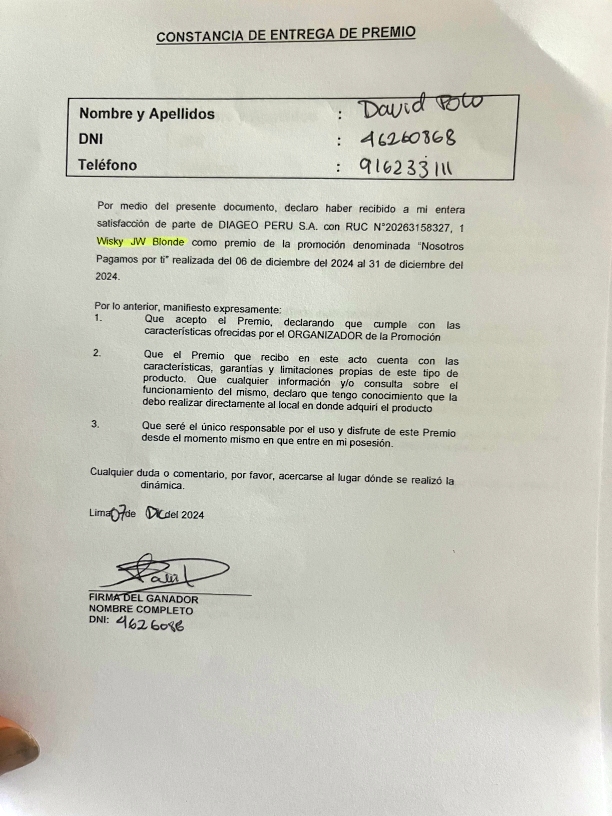 CONSTANCIA DE ENTREGA DE PREMIO
Nombre y Apellidos : David Polo
DNI : 46260868
Teléfono : 916233111
Por medio del presente documento, declaro haber recibido a mi entera
satisfacción de parte de DIAGEO PERU S.A. con RUC N°20263158327, 1
Wisky JW Blonde como premio de la promoción denominada "Nosotros
Pagamos por ti" realizada del 06 de diciembre del 2024 al 31 de diciembre del
2024.
Por lo anterior, manifiesto expresamente:
1. Que acepto el Premio, declarando que cumple con las
características ofrecidas por el ORGANIZADOR de la Promoción
2. Que el Premio que recibo en este acto cuenta con las
características, garantías y limitaciones propias de este tipo de
producto. Que cualquier información y/o consulta sobre el
funcionamiento del mismo, declaro que tengo conocimiento que la
debo realizar directamente al local en donde adquirí el producto
3. Que seré el único responsable por el uso y disfrute de este Premio
desde el momento mismo en que entre en mi posesión.
Cualquier duda o comentario, por favor, acercarse al lugar dónde se realizó la
dinámica.
Lima 07 de Dic del 2024
David
FIRMA DEL GANADOR
NOMBRE COMPLETO
DNI: